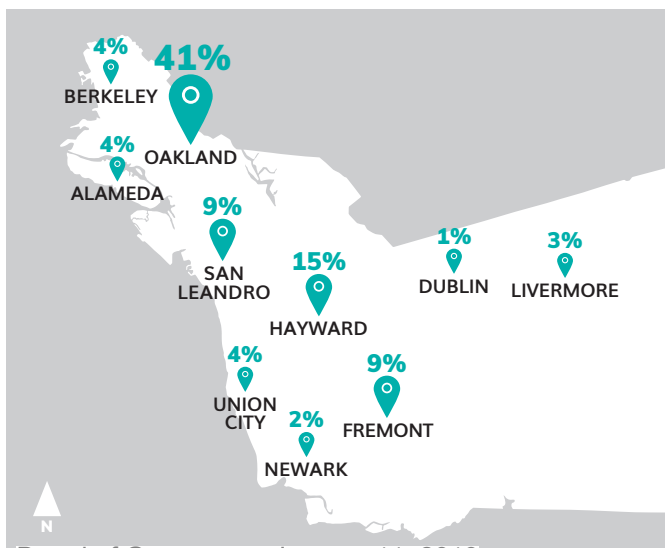 4%
BERKELEY
41%
OAKLAND
4%
ALAMEDA
9%
SAN
LEANDRO
15%
HAYWARD
1%
DUBLIN
3%
LIVERMORE
4%
UNION
CITY
9%
FREMONT
2%
NEWARK
N